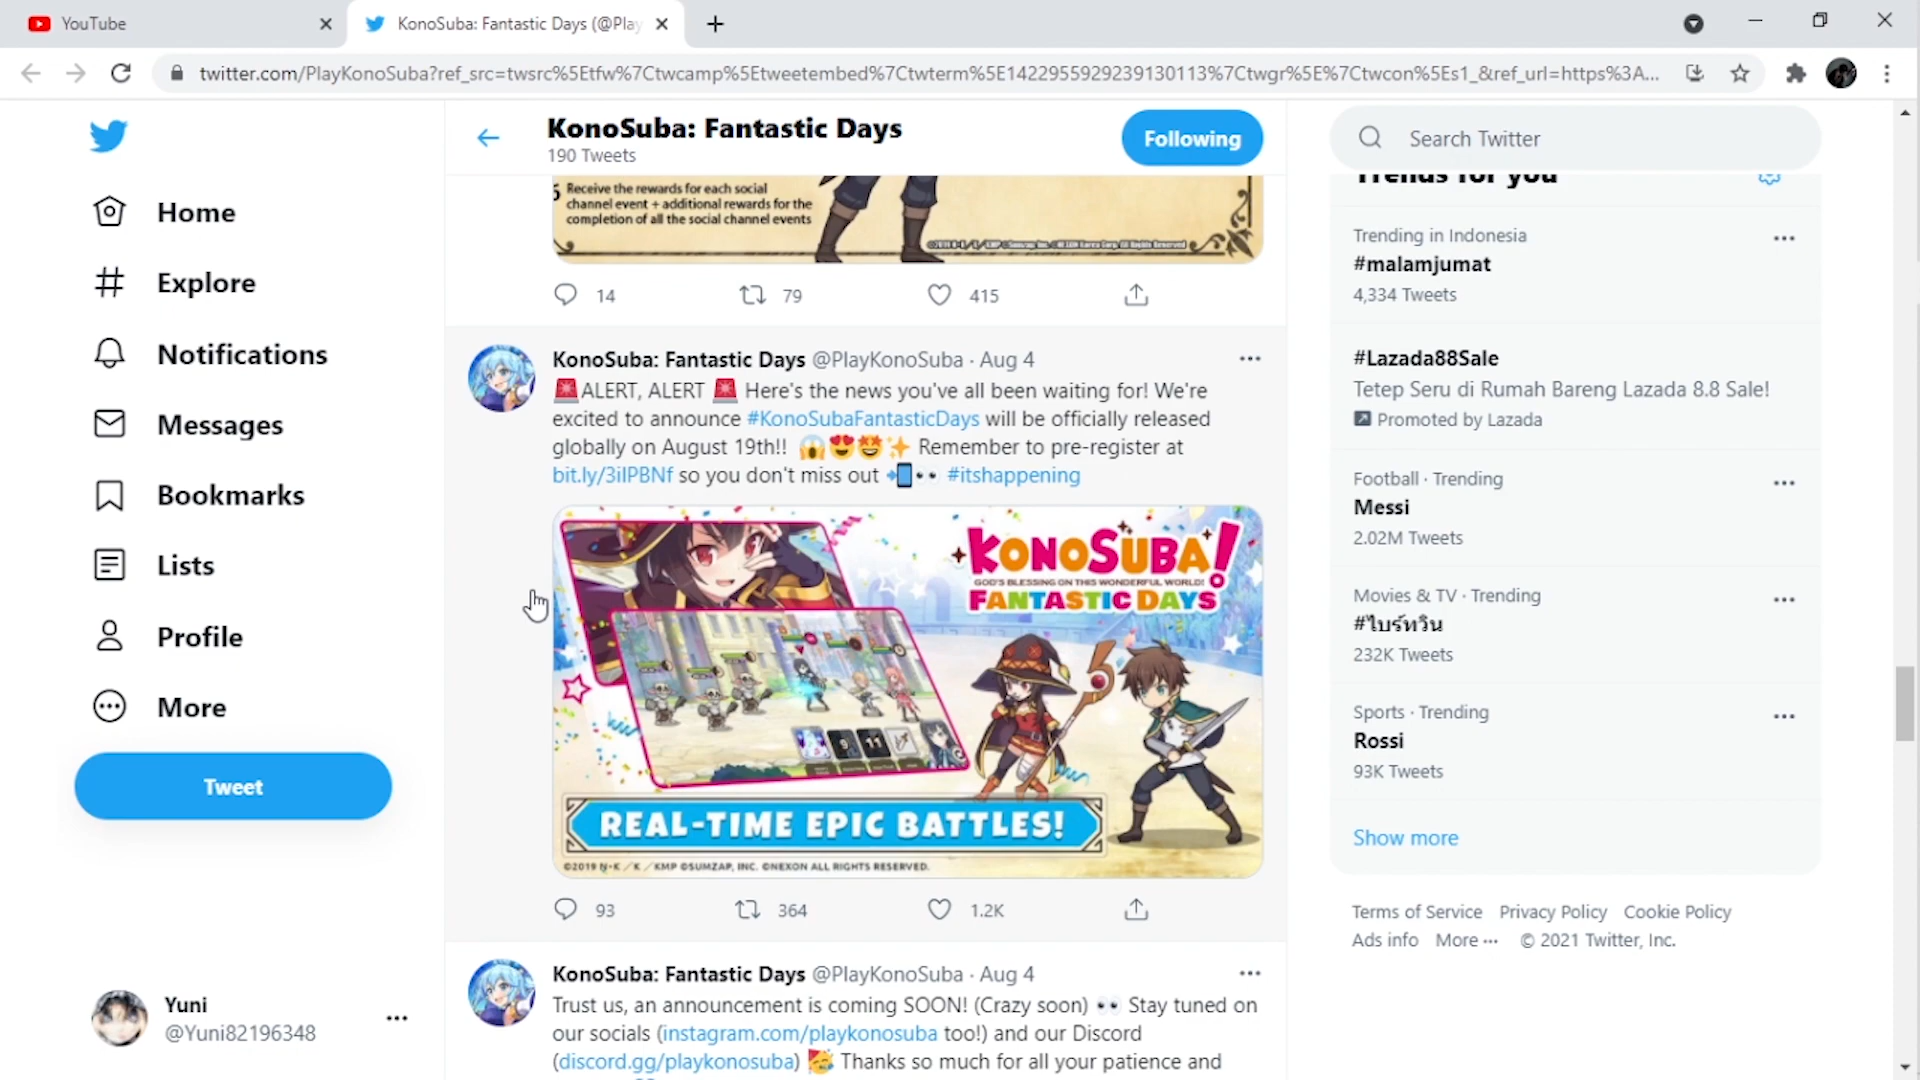 YouTube
KonoSuba: Fantastic Days (@Play
twitter.com/PlayKonoSuba?ref_src=twsrc%5Etfw%7Ctwcamp%5Etweetembed%7Ctwterm%5E1422955929239130113%7Ctwgr%5E%7Ctwcon%5Es1_&ref_url=https%3A...
Home
Explore
Notifications
Messages
Bookmarks
Lists
Profile
More
Tweet
Yuni
@Yuni82196348
KonoSuba: Fantastic Days
190 Tweets
Following
Receive the rewards for each social
channel event + additional rewards for the
completion of all the social channel events
14 79 415
KonoSuba: Fantastic Days @PlayKonoSuba · Aug 4
🚨ALERT, ALERT 🚨 Here's the news you've all been waiting for! We're
excited to announce #KonoSubaFantasticDays will be officially released
globally on August 19th!! 😱😍🤩✨ Remember to pre-register at
bit.ly/3iIPBNf so you don't miss out 📲👀 #itshappening
KONOSUBA!
GOD'S BLESSING ON THIS WONDERFUL WORLD!
FANTASTIC DAYS
REAL-TIME EPIC BATTLES!
©2019 N・K／K／KMP ©SUMZAP, INC. ©NEXON ALL RIGHTS RESERVED.
93 364 1.2K
KonoSuba: Fantastic Days @PlayKonoSuba · Aug 4
Trust us, an announcement is coming SOON! (Crazy soon) 👀 Stay tuned on
our socials (instagram.com/playkonosuba too!) and our Discord
(discord.gg/playkonosuba) 🥳 Thanks so much for all your patience and
Search Twitter
Trends for you
Trending in Indonesia
#malamjumat
4,334 Tweets
#Lazada88Sale
Tetep Seru di Rumah Bareng Lazada 8.8 Sale!
Promoted by Lazada
Football · Trending
Messi
2.02M Tweets
Movies & TV · Trending
#ไบร์ทวิน
232K Tweets
Sports · Trending
Rossi
93K Tweets
Show more
Terms of Service Privacy Policy Cookie Policy
Ads info More ··· © 2021 Twitter, Inc.